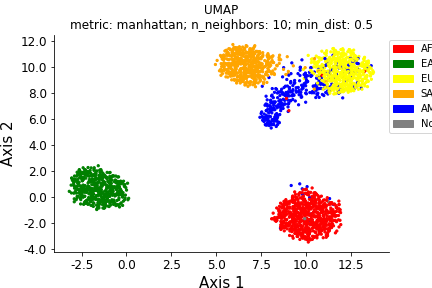 UMAP
metric: manhattan; n_neighbors: 10; min_dist: 0.5
12.0
10.0
8.0
6.0
4.0
2.0
0.0
-2.0
-4.0
Axis 2
-2.5 0.0 2.5 5.0 7.5 10.0 12.5
Axis 1
AF
EA
EU
SA
AM
No